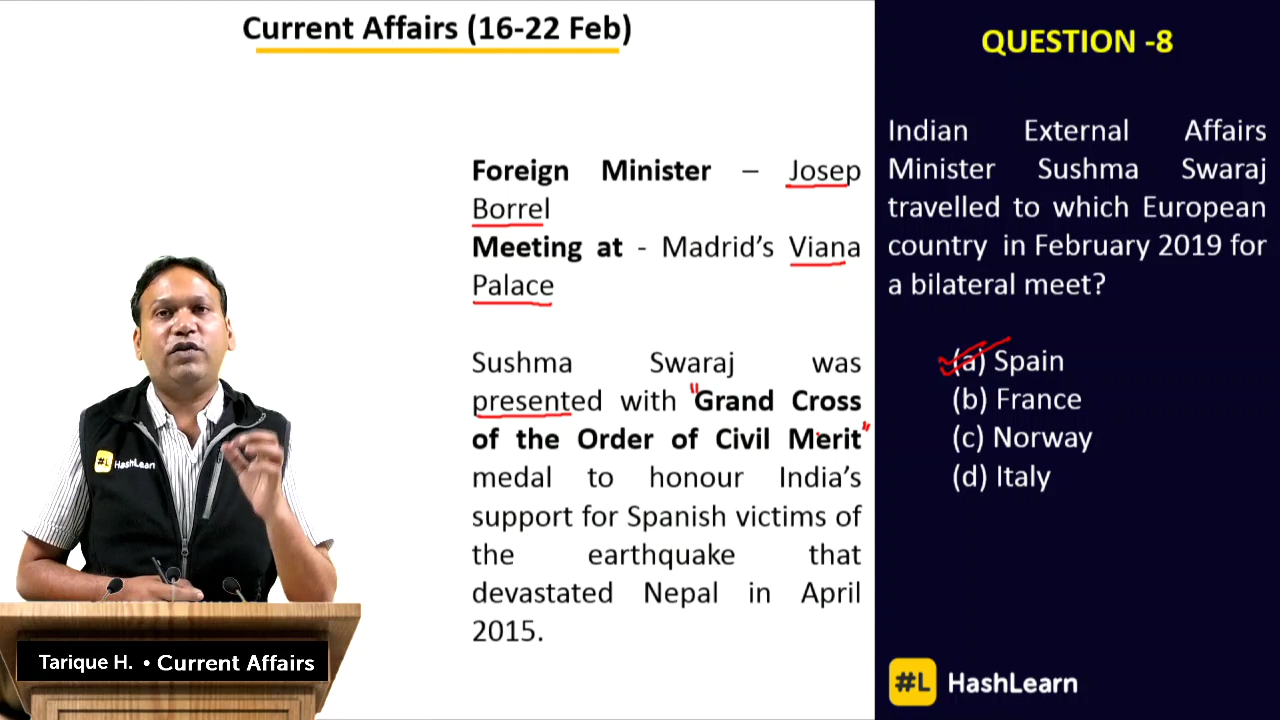 Current Affairs (16-22 Feb)
QUESTION -8
Foreign Minister – Josep
Borrel
Meeting at - Madrid’s Viana
Palace
Sushma Swaraj was
presented with "Grand Cross
of the Order of Civil Merit"
medal to honour India’s
support for Spanish victims of
the earthquake that
devastated Nepal in April
2015.
Indian External Affairs
Minister Sushma Swaraj
travelled to which European
country in February 2019 for
a bilateral meet?
(a) Spain
(b) France
(c) Norway
(d) Italy
#L HashLearn
Tarique H. • Current Affairs
#L HashLearn